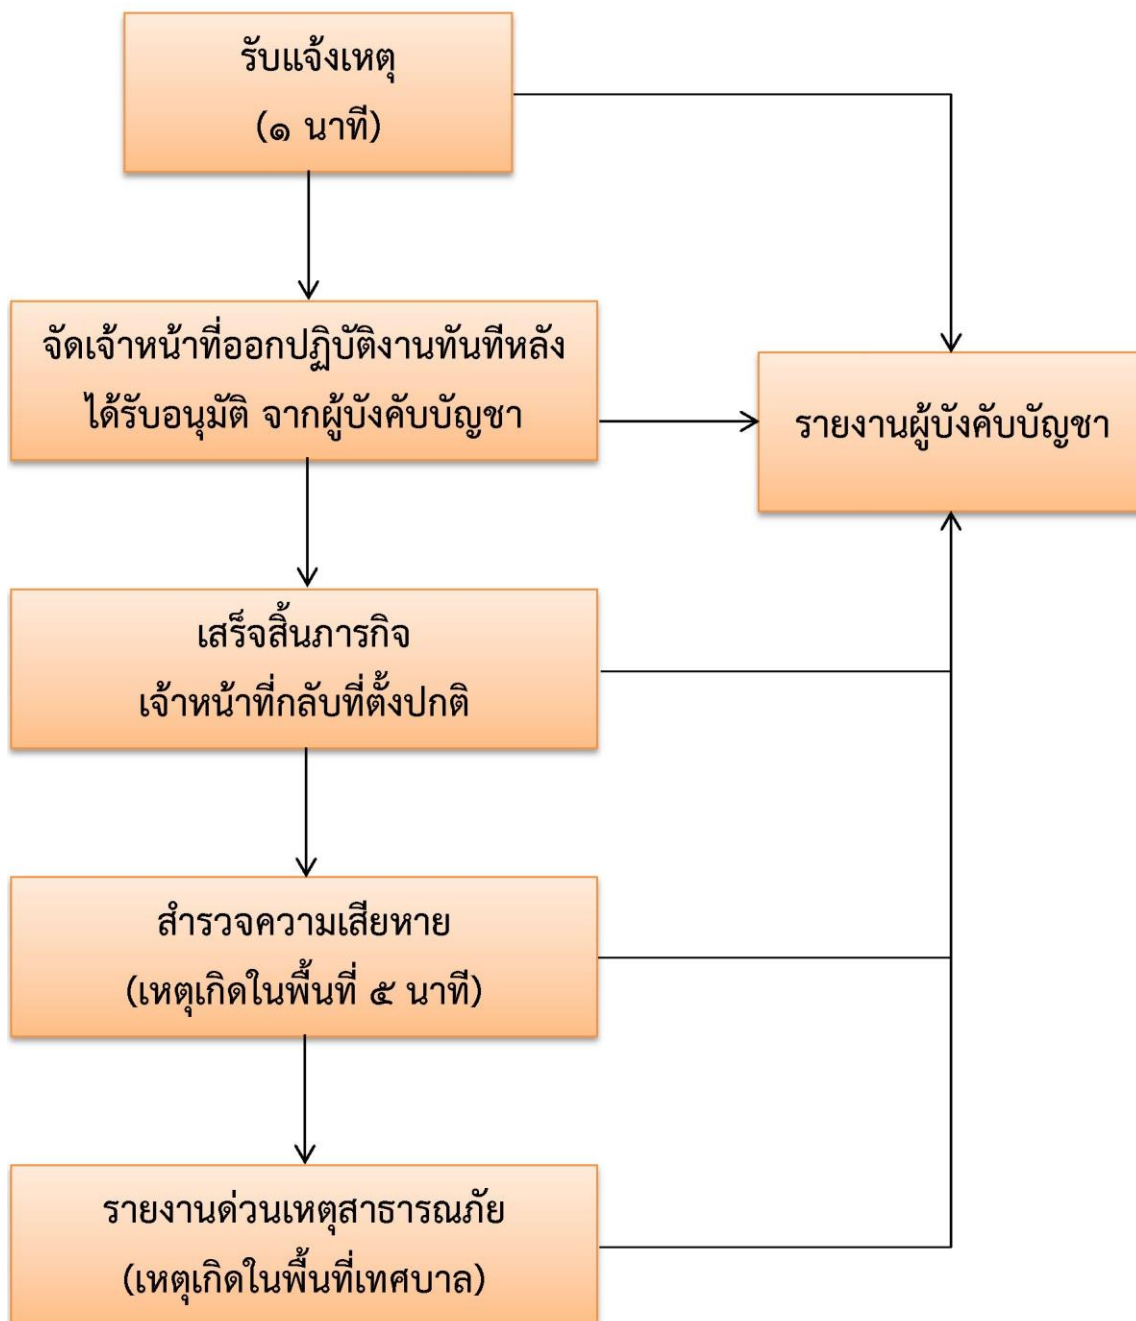 รับแจ้งเหตุ
(๑ นาที)
จัดเจ้าหน้าที่ออกปฏิบัติงานทันทีหลัง
ได้รับอนุมัติ จากผู้บังคับบัญชา
รายงานผู้บังคับบัญชา
เสร็จสิ้นภารกิจ
เจ้าหน้าที่กลับที่ตั้งปกติ
สำรวจความเสียหาย
(เหตุเกิดในพื้นที่ ๕ นาที)
รายงานด่วนเหตุสาธารณภัย
(เหตุเกิดในพื้นที่เทศบาล)